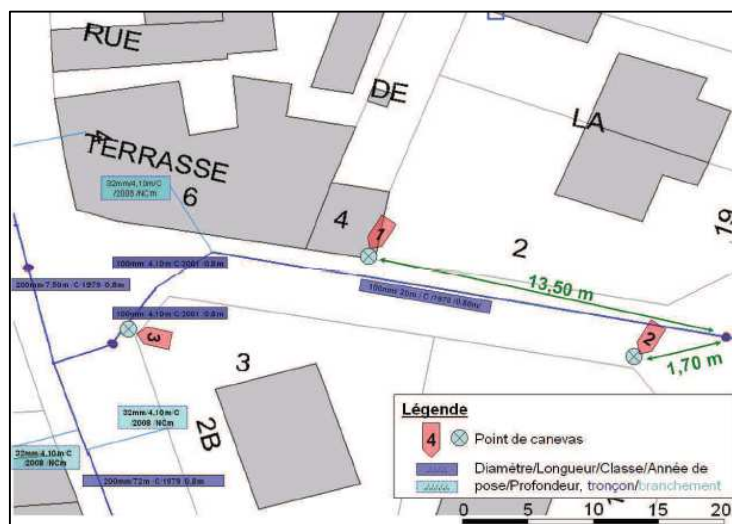 RUE
DE
LA
TERRASSE
32mm/4,10m/C
/2008/NCm
6
4
1
2
19
13,50 m
100mm 4,10m C 2001 0,8m
200mm/7,50m C 1979 0,8m
100mm 20m / C /1979 /0,80m/
100mm 4,10m C 2001 0,8m
3
2
1,70 m
3
2B
32mm/4,10m/C
/2008 /NCm
32mm/4,10m/C
/2008 /NCm
200mm/72m C 1979 0,8m
Légende
4 Point de canevas
Diamétre/Longueur/Classe/Année de
pose/Profondeur, tronçon/branchement
0 5 10 15 20